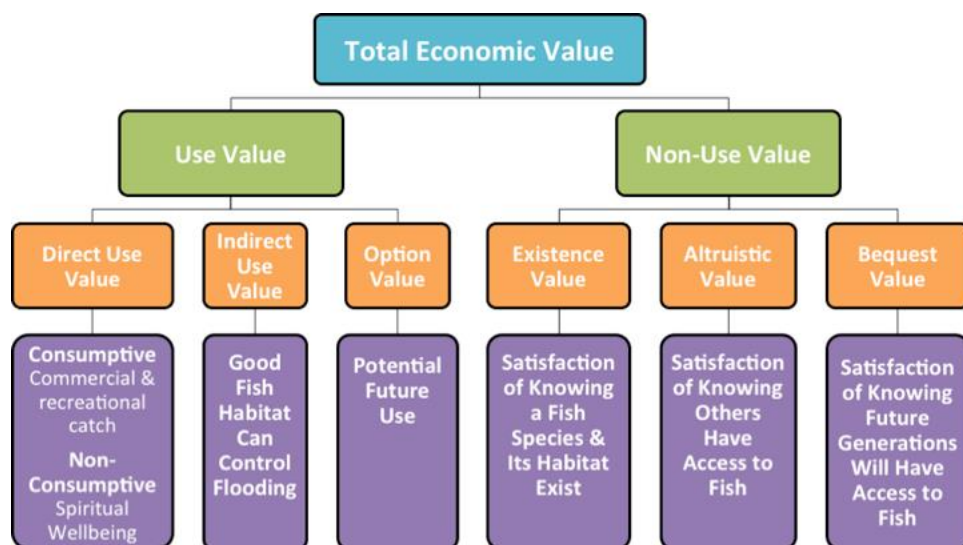 Total Economic Value
Use Value
Non-Use Value
Direct Use
Value
Indirect
Use
Value
Option
Value
Existence
Value
Altruistic
Value
Bequest
Value
Consumptive
Commercial &
recreational
catch
Non-
Consumptive
Spiritual
Wellbeing
Good
Fish
Habitat
Can
Control
Flooding
Potential
Future
Use
Satisfaction
of Knowing
a Fish
Species &
Its Habitat
Exist
Satisfaction
of Knowing
Others
Have
Access to
Fish
Satisfaction
of Knowing
Future
Generations
Will Have
Access to
Fish